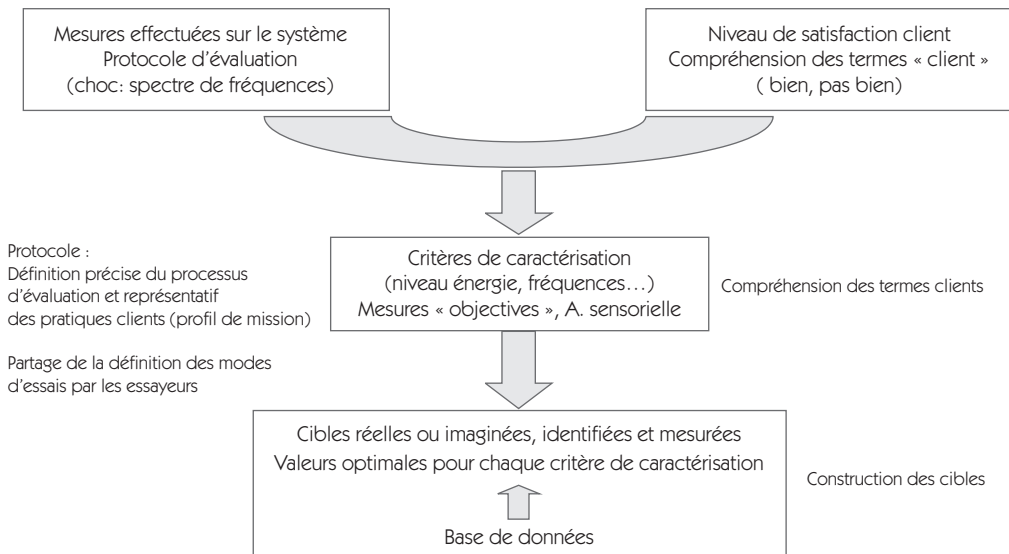 Mesures effectuées sur le système
Protocole d'évaluation
(choc: spectre de fréquences)
Niveau de satisfaction client
Compréhension des termes « client »
( bien, pas bien)
Protocole :
Définition précise du processus
d'évaluation et représentatif
des pratiques clients (profil de mission)
Partage de la définition des modes
d'essais par les essayeurs
Critères de caractérisation
(niveau énergie, fréquences…)
Mesures « objectives », A. sensorielle
Compréhension des termes clients
Cibles réelles ou imaginées, identifiées et mesurées
Valeurs optimales pour chaque critère de caractérisation
Base de données
Construction des cibles